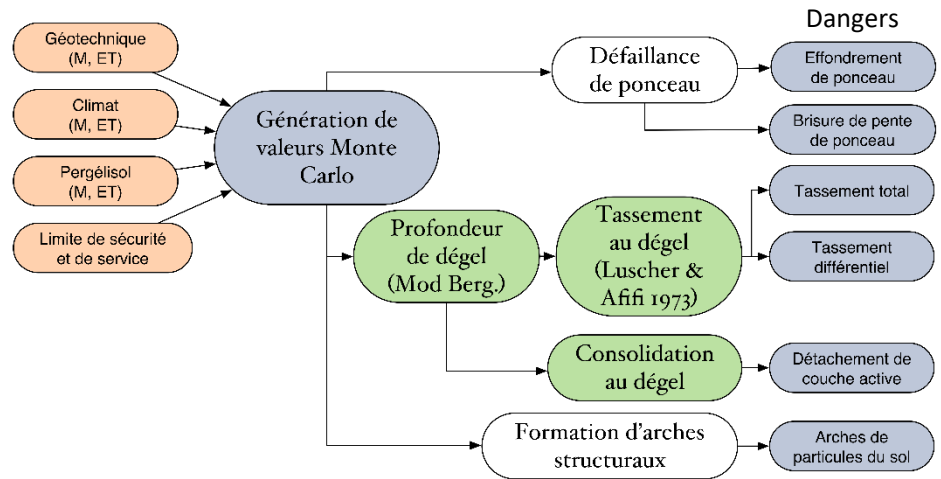 Dangers
Géotechnique
(M, ET)
Climat
(M, ET)
Pergélisol
(M, ET)
Limite de sécurité
et de service
Génération de
valeurs Monte
Carlo
Défaillance
de ponceau
Effondrement
de ponceau
Brisure de pente
de ponceau
Profondeur
de dégel
(Mod Berg.)
Tassement
au dégel
(Luscher &
Afifi 1973)
Tassement total
Tassement
différentiel
Consolidation
au dégel
Détachement de
couche active
Formation d'arches
structuraux
Arches de
particules du sol